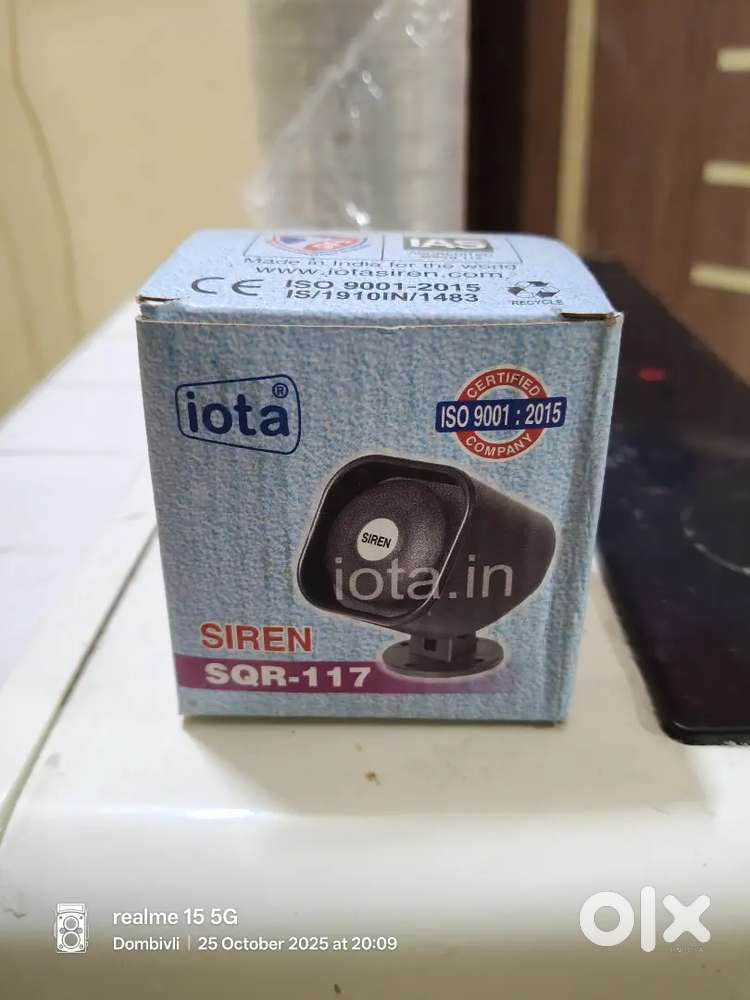 IAS
Made in India for the world
www.iotasiren.com
CE ISO 9001-2015
IS/1910IN/1483
RECYCLE
iota®
CERTIFIED
ISO 9001 : 2015
COMPANY
SIREN
iota.in
SIREN
SQR-117
realme 15 5G
Dombivli | 25 October 2025 at 20:09
olx